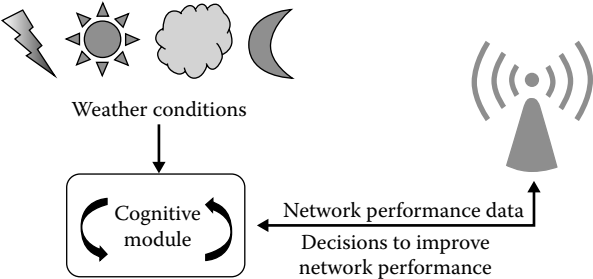 Weather conditions
Cognitive
module
Network performance data
Decisions to improve
network performance